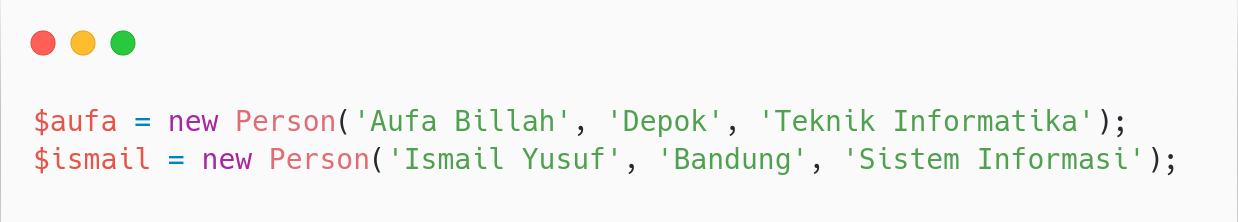 $aufa = new Person('Aufa Billah', 'Depok', 'Teknik Informatika');
$ismail = new Person('Ismail Yusuf', 'Bandung', 'Sistem Informasi');